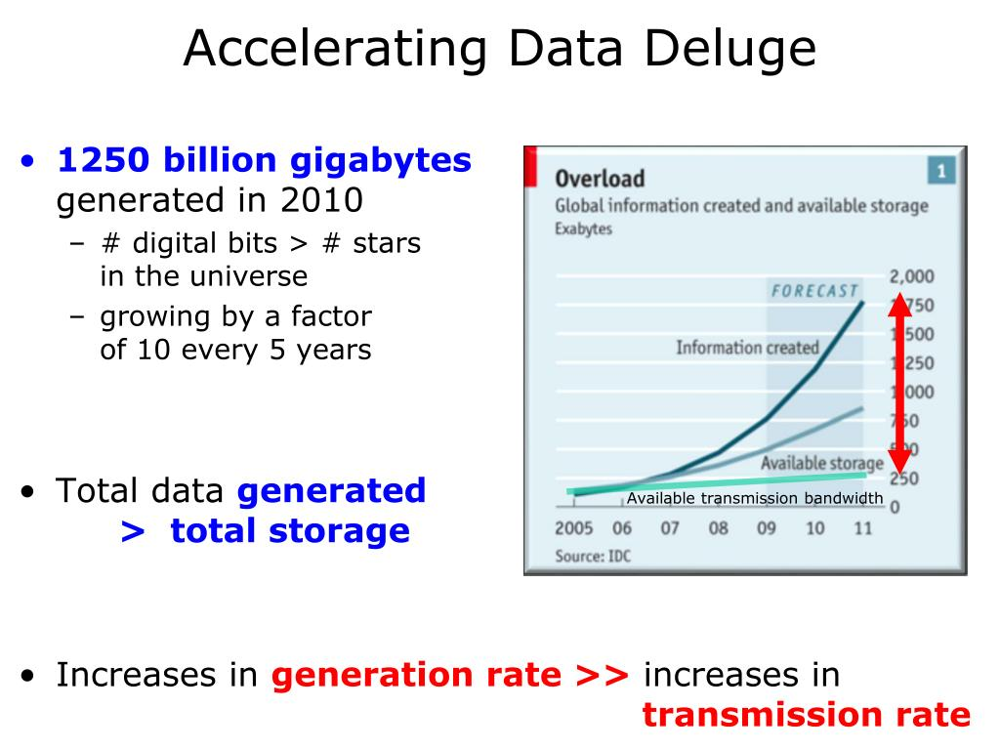 Accelerating Data Deluge
• 1250 billion gigabytes
generated in 2010
– # digital bits > # stars
in the universe
– growing by a factor
of 10 every 5 years
• Total data generated
> total storage
• Increases in generation rate >> increases in
transmission rate
Overload
1
Global information created and available storage
Exabytes
FORECAST
Information created
Available storage
Available transmission bandwidth
2,000
1,750
1,500
1,250
1,000
750
500
250
0
2005 06 07 08 09 10 11
Source: IDC